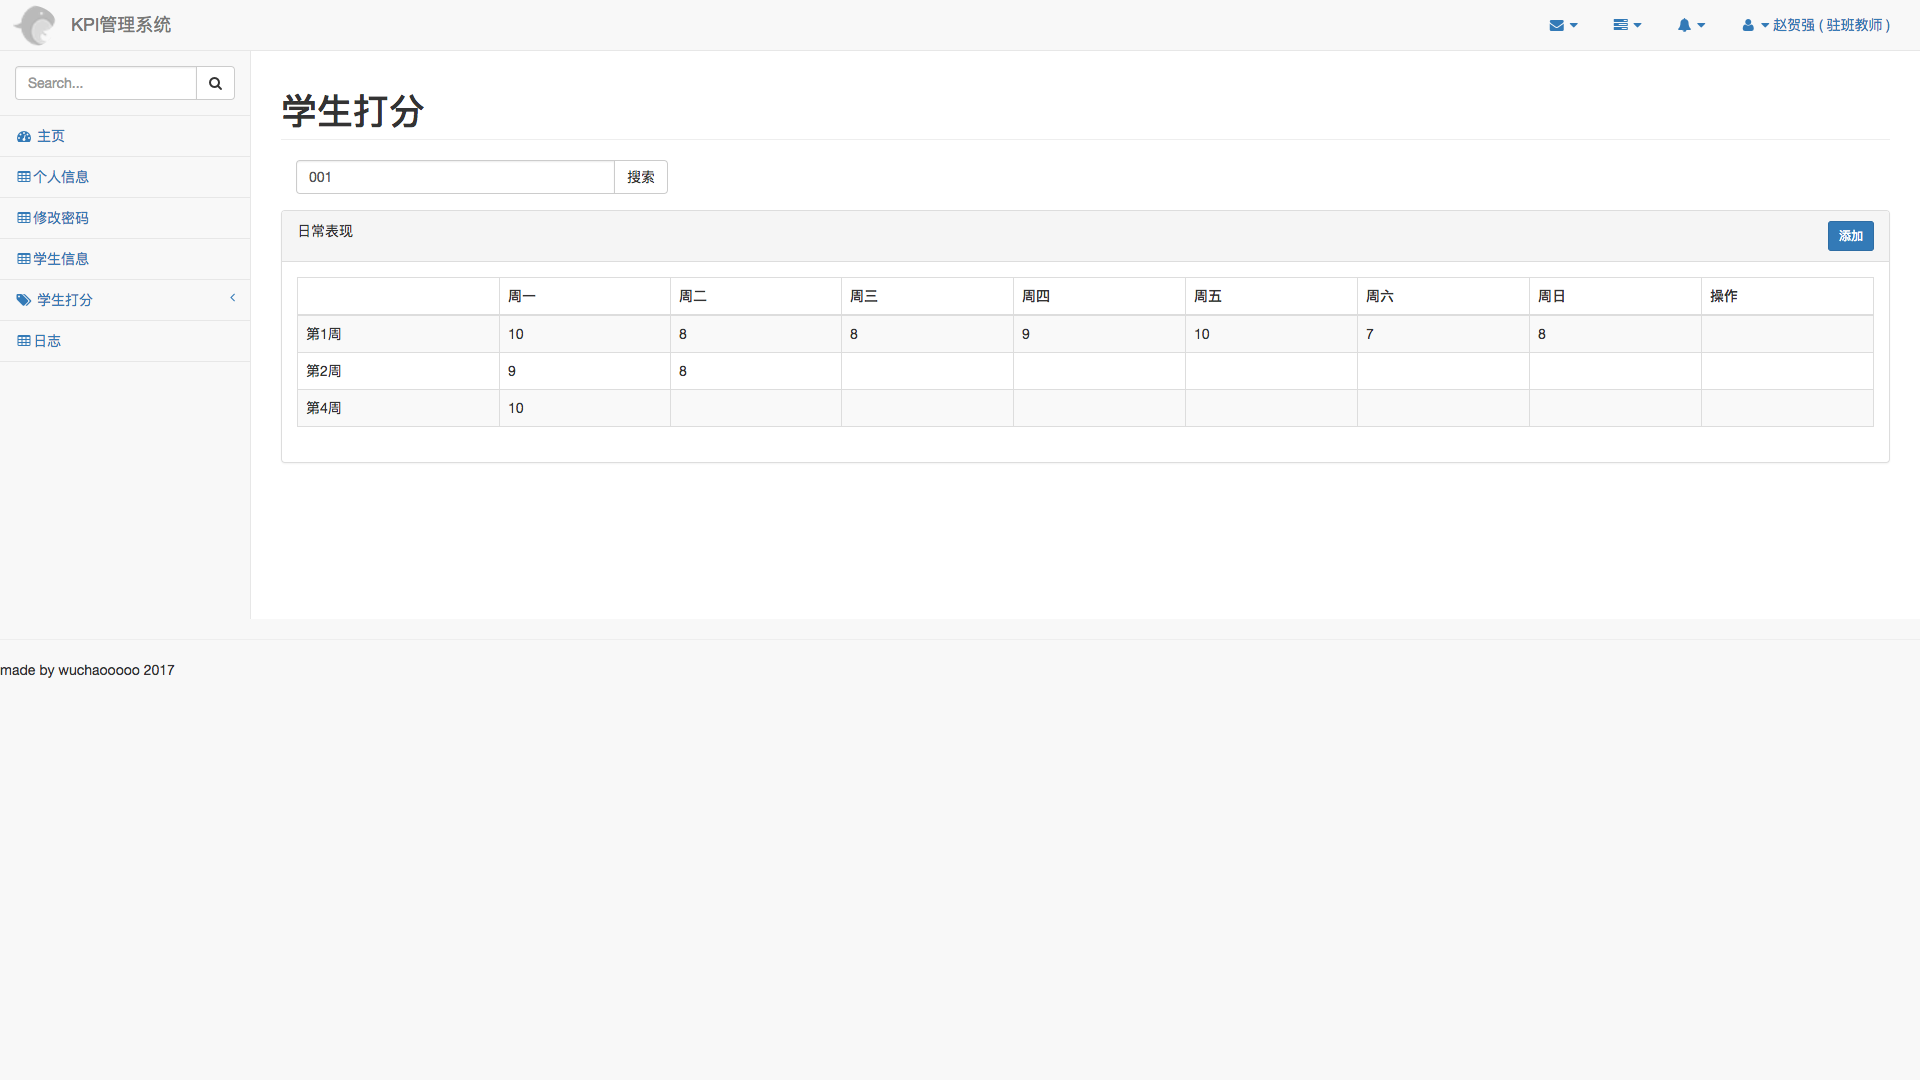 KPI管理系统
赵贺强 ( 驻班教师 )
Search...
主页
个人信息
修改密码
学生信息
学生打分
日志
学生打分
001 搜索
日常表现 添加
周一 周二 周三 周四 周五 周六 周日 操作
第1周 10 8 8 9 10 7 8
第2周 9 8
第4周 10
made by wuchaooooo 2017